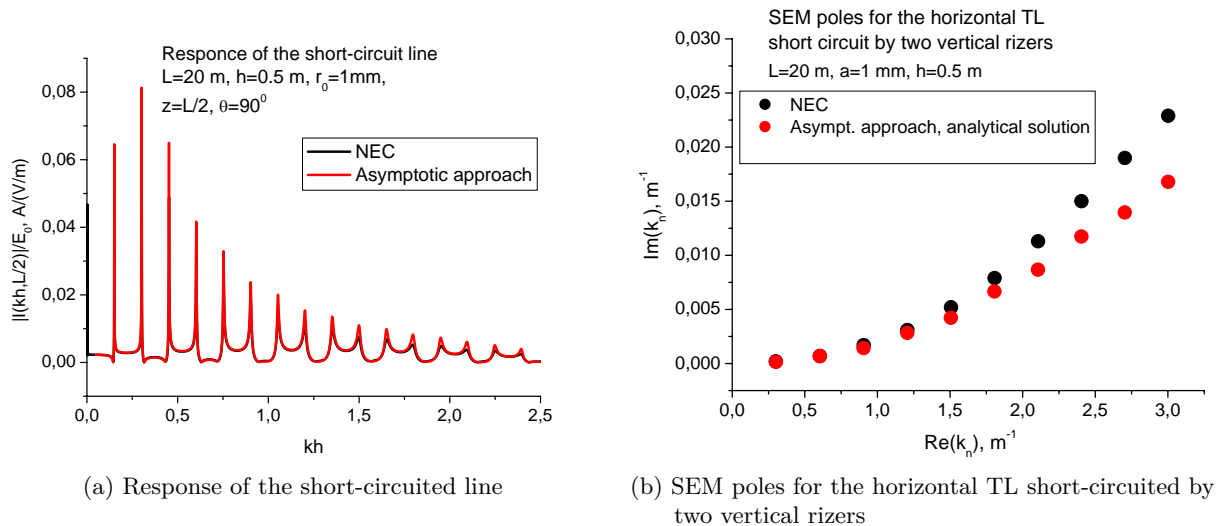 Responce of the short-circuit line
L=20 m, h=0.5 m, r₀=1mm,
z=L/2, θ=90⁰
NEC
Asymptotic approach
|I(kh,L/2)|/E₀, A/(V/m)
0,08
0,06
0,04
0,02
0,00
0,0 0,5 1,0 1,5 2,0 2,5
kh
(a) Response of the short-circuited line
SEM poles for the horizontal TL
short circuit by two vertical rizers
L=20 m, a=1 mm, h=0.5 m
NEC
Asympt. approach, analytical solution
Im(kₙ), m⁻¹
0,030
0,025
0,020
0,015
0,010
0,005
0,000
0,0 0,5 1,0 1,5 2,0 2,5 3,0
Re(kₙ), m⁻¹
(b) SEM poles for the horizontal TL short-circuited by
two vertical rizers